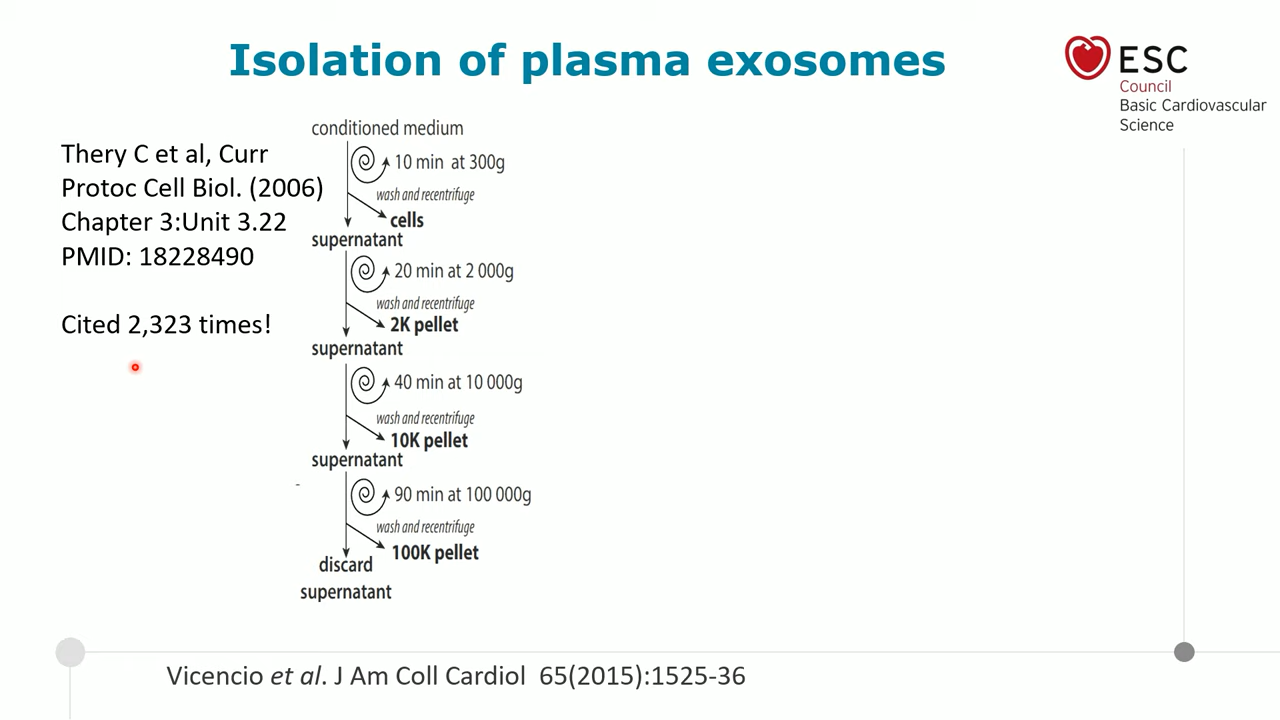 Isolation of plasma exosomes
ESC
Council
Basic Cardiovascular
Science
Thery C et al, Curr
Protoc Cell Biol. (2006)
Chapter 3:Unit 3.22
PMID: 18228490
Cited 2,323 times!
conditioned medium
10 min at 300g
wash and recentrifuge
cells
supernatant
20 min at 2 000g
wash and recentrifuge
2K pellet
supernatant
40 min at 10 000g
wash and recentrifuge
10K pellet
supernatant
90 min at 100 000g
wash and recentrifuge
100K pellet
discard
supernatant
Vicencio et al. J Am Coll Cardiol 65(2015):1525-36